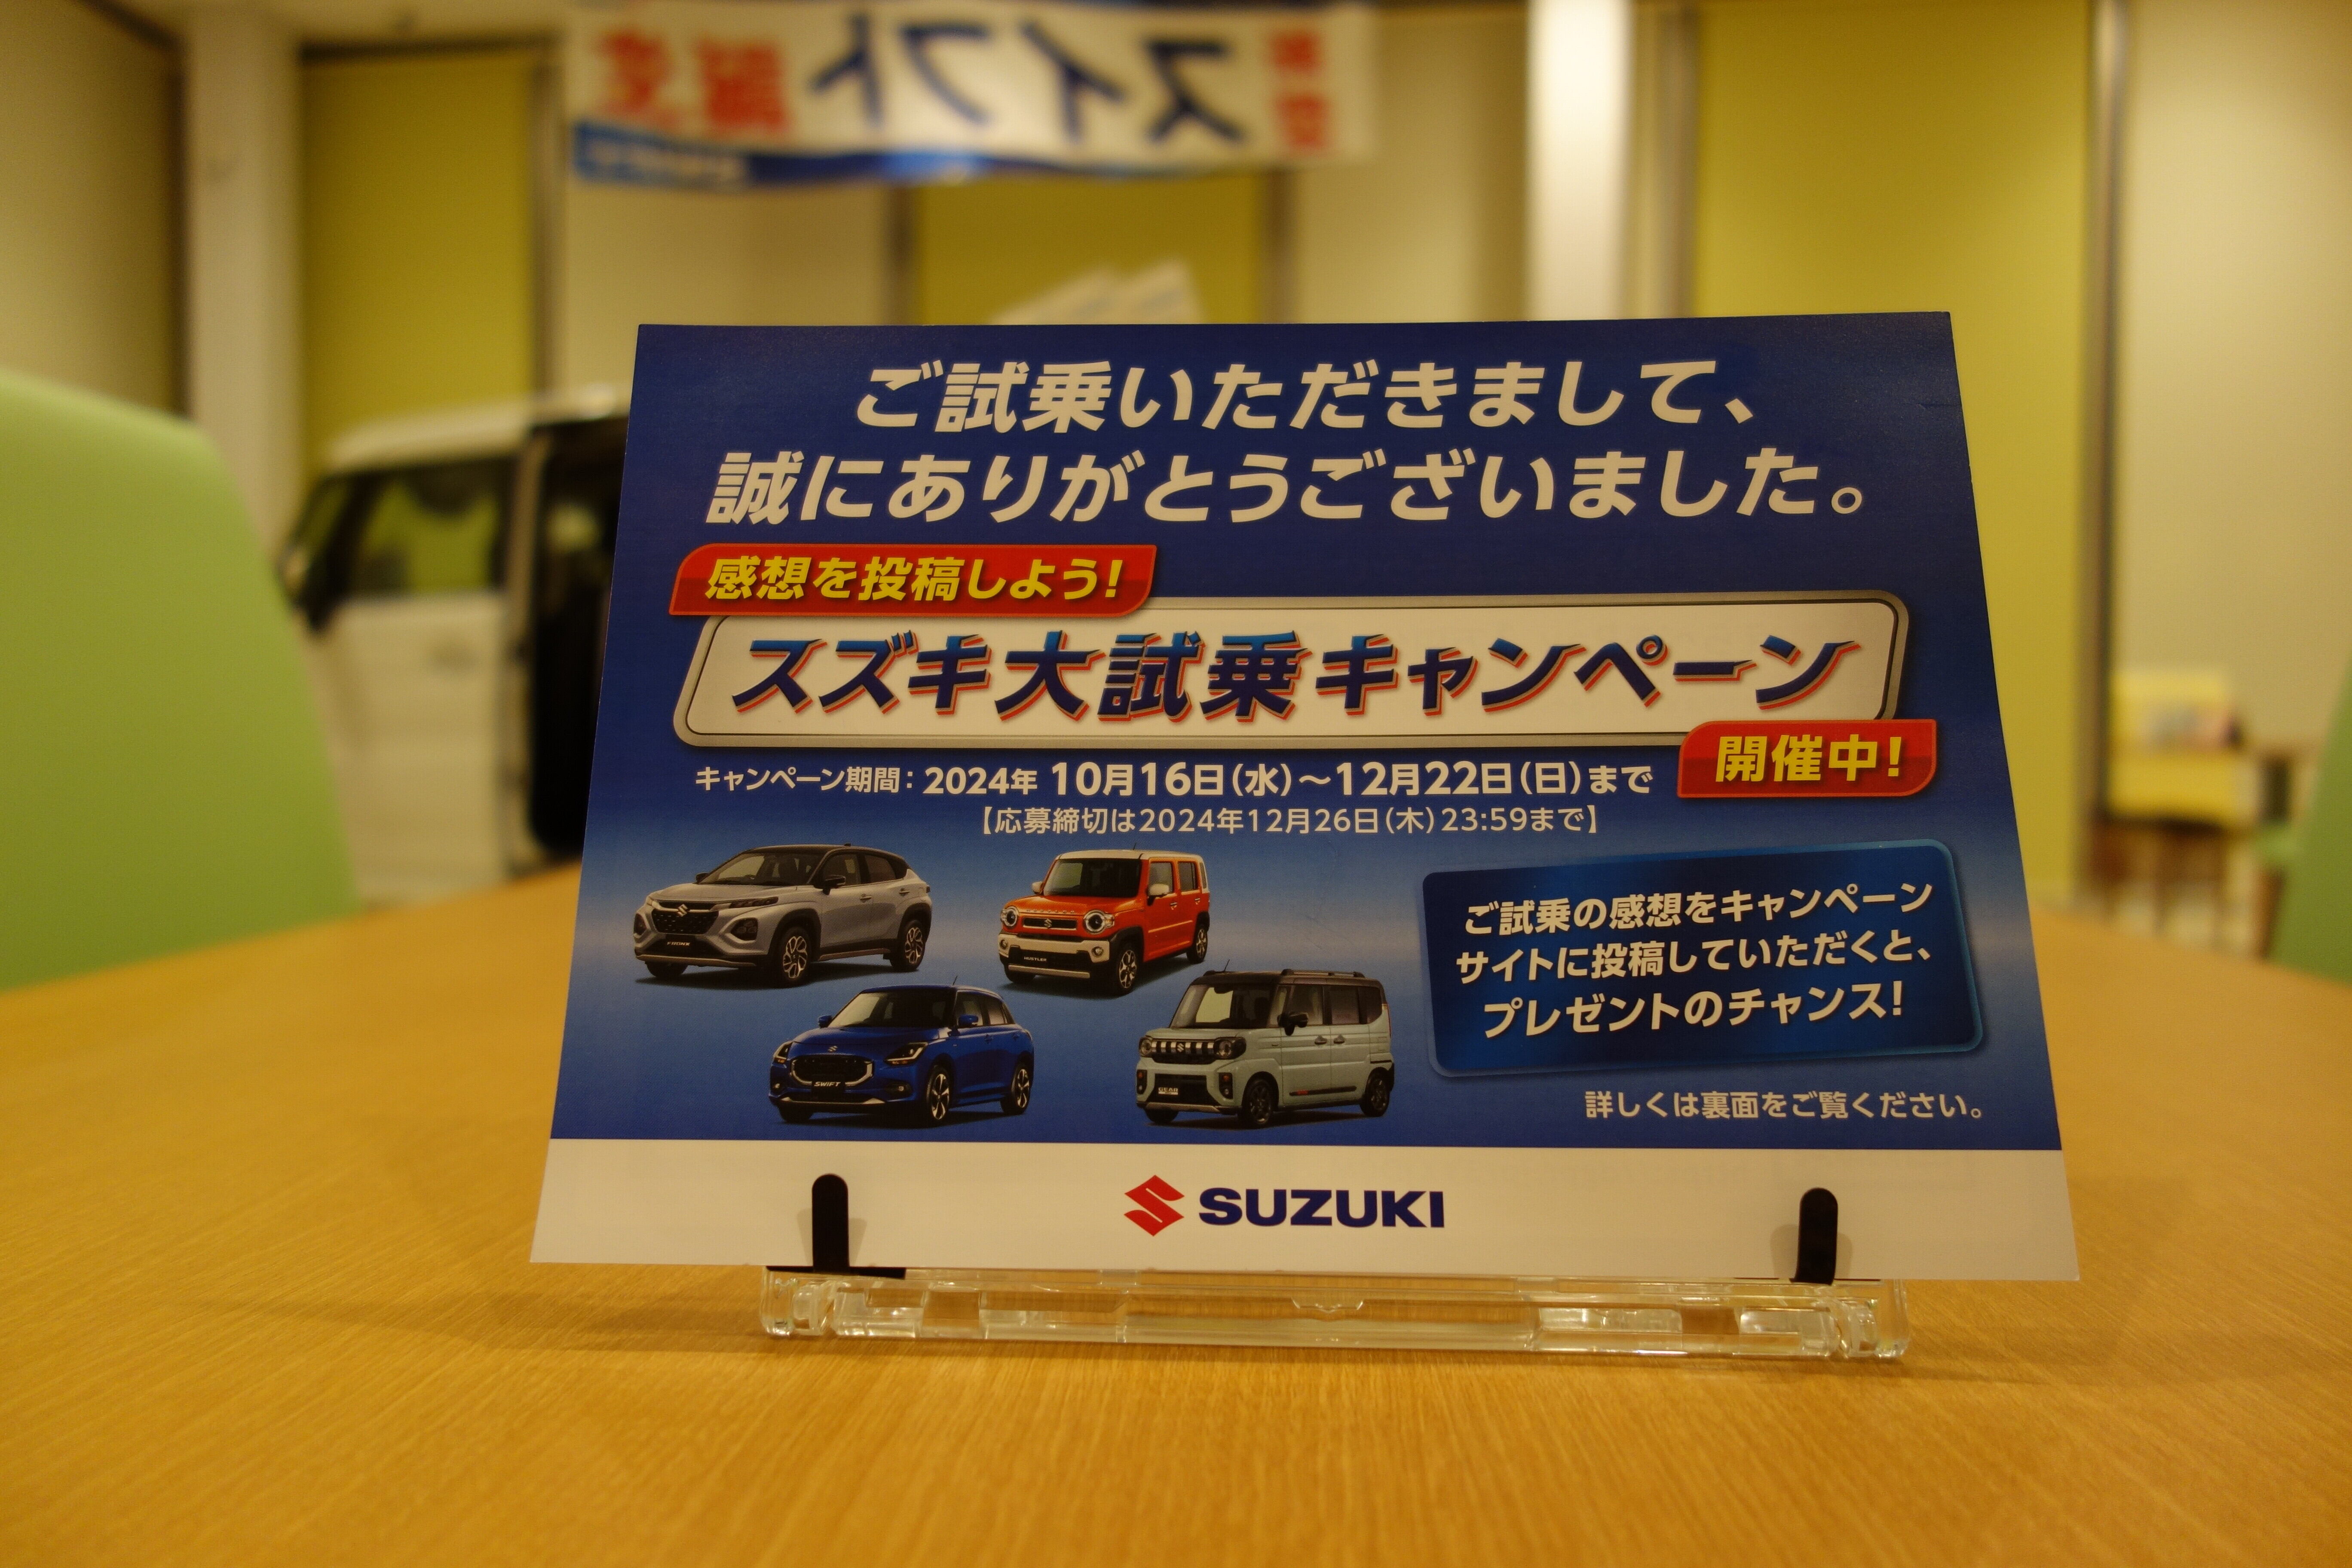 スイフト
ご試乗いただきまして、
誠にありがとうございました。
感想を投稿しよう!
スズキ大試乗キャンペーン
開催中!
キャンペーン期間：2024年 10月16日（水）～12月22日（日）まで
【応募締切は2024年12月26日（木）23:59まで】
ご試乗の感想をキャンペーン
サイトに投稿していただくと、
プレゼントのチャンス!
FRONX
HUSTLER
SWIFT
GEAR
詳しくは裏面をご覧ください。
SUZUKI